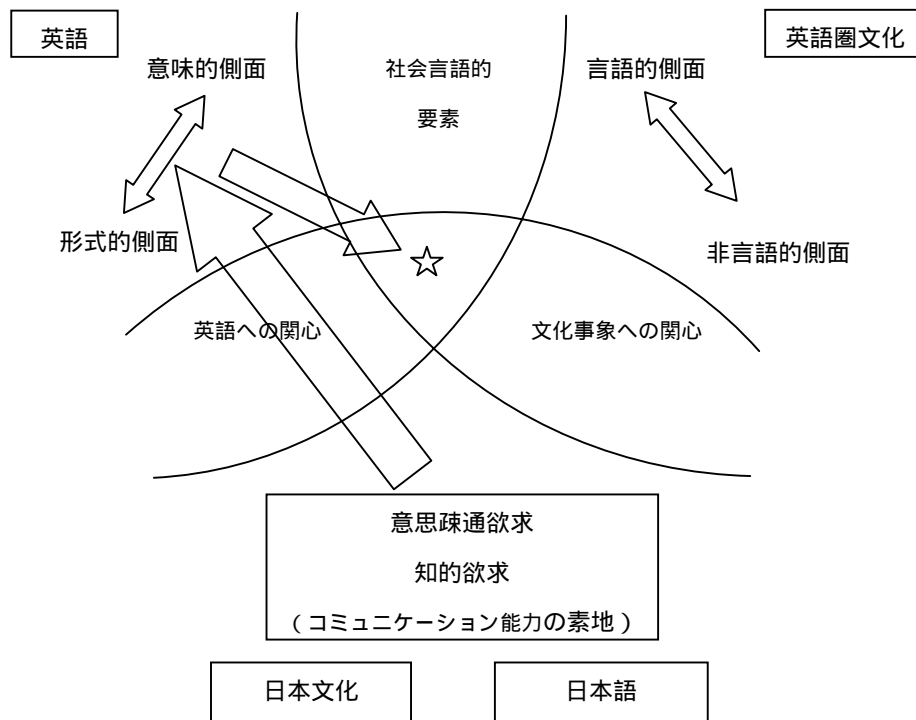 英語
英語圏文化
意味的側面
社会言語的
要素
言語的側面
形式的側面
非言語的側面
英語への関心
文化事象への関心
意思疎通欲求
知的欲求
(コミュニケーション能力の素地)
日本文化
日本語